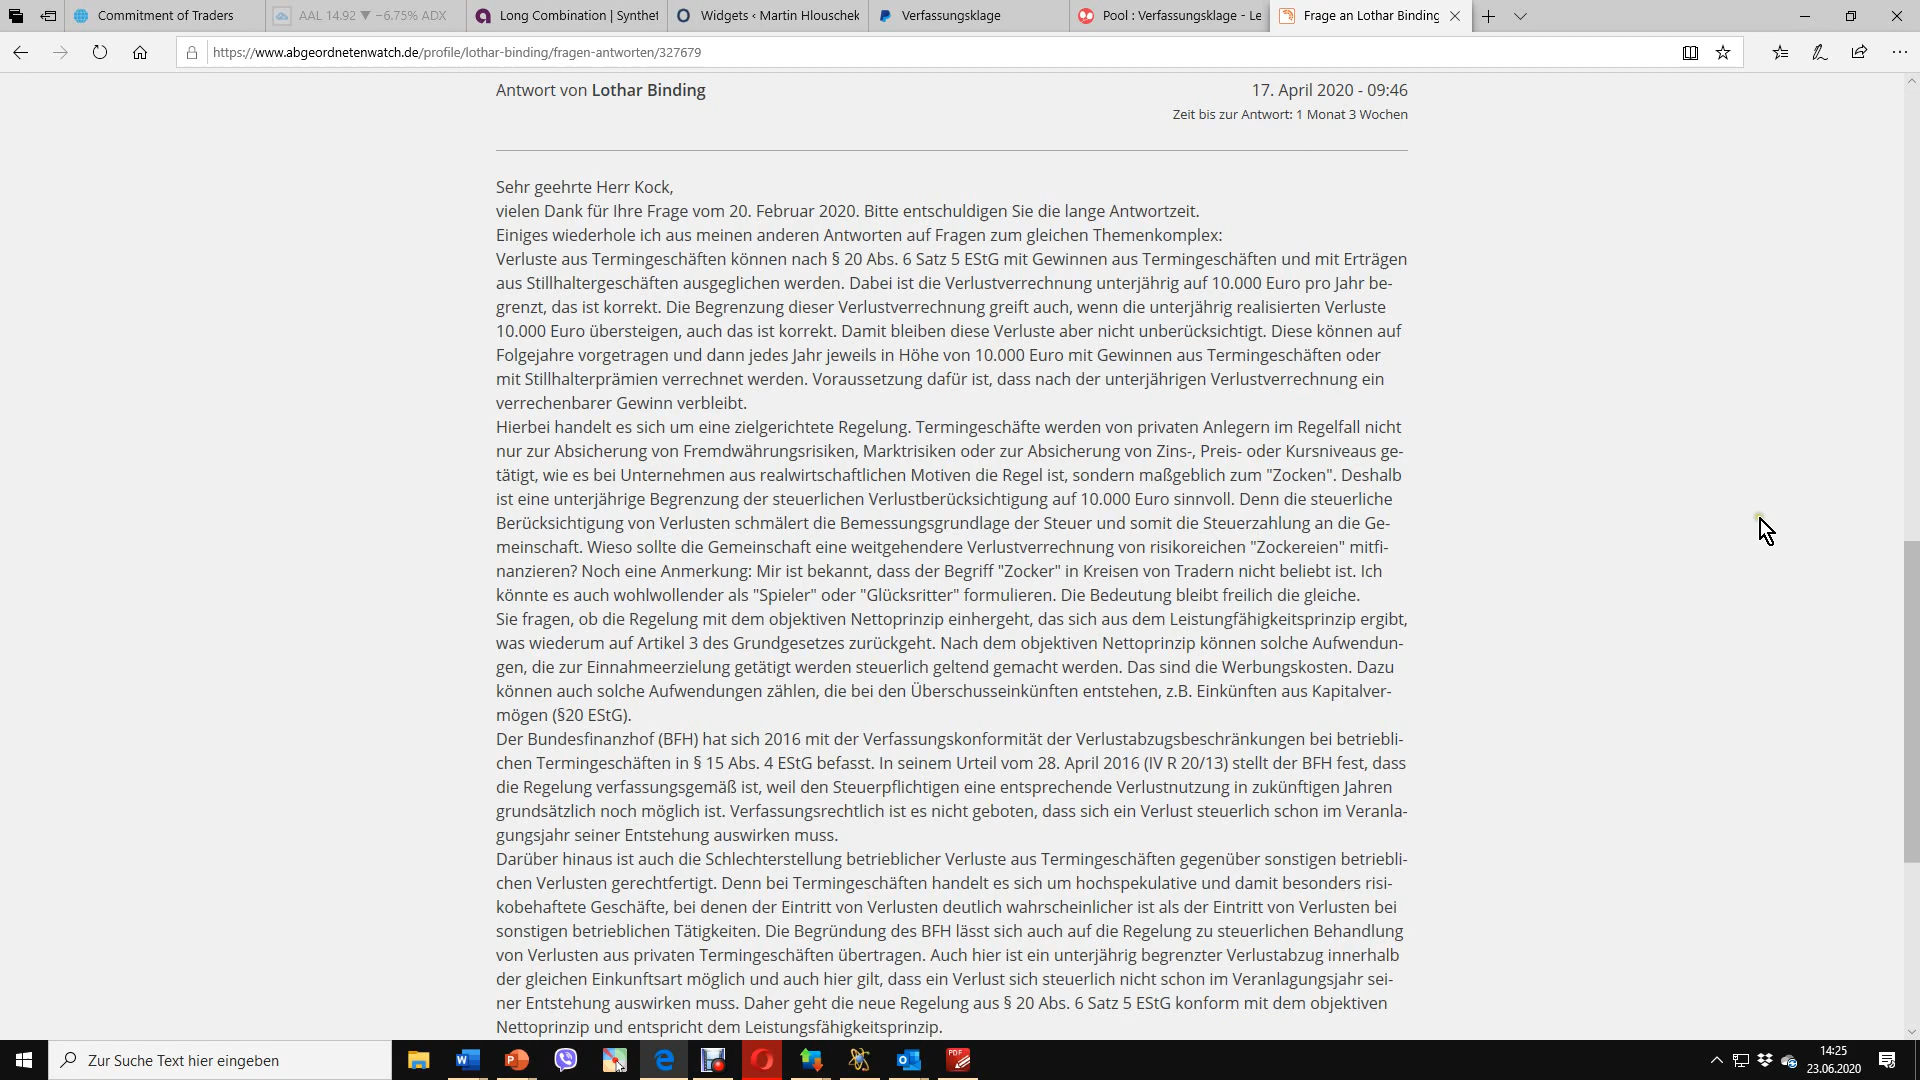 Commitment of Traders
AAL 14.92 ▼ −6.75% ADX
Long Combination | Synthet
Widgets ‹ Martin Hlouschek
Verfassungsklage
Pool : Verfassungsklage - Le
Frage an Lothar Binding
https://www.abgeordnetenwatch.de/profile/lothar-binding/fragen-antworten/327679
Antwort von Lothar Binding
17. April 2020 - 09:46
Zeit bis zur Antwort: 1 Monat 3 Wochen
Sehr geehrte Herr Kock,
vielen Dank für Ihre Frage vom 20. Februar 2020. Bitte entschuldigen Sie die lange Antwortzeit.
Einiges wiederhole ich aus meinen anderen Antworten auf Fragen zum gleichen Themenkomplex:
Verluste aus Termingeschäften können nach § 20 Abs. 6 Satz 5 EStG mit Gewinnen aus Termingeschäften und mit Erträgen
aus Stillhaltergeschäften ausgeglichen werden. Dabei ist die Verlustverrechnung unterjährig auf 10.000 Euro pro Jahr be-
grenzt, das ist korrekt. Die Begrenzung dieser Verlustverrechnung greift auch, wenn die unterjährig realisierten Verluste
10.000 Euro übersteigen, auch das ist korrekt. Damit bleiben diese Verluste aber nicht unberücksichtigt. Diese können auf
Folgejahre vorgetragen und dann jedes Jahr jeweils in Höhe von 10.000 Euro mit Gewinnen aus Termingeschäften oder
mit Stillhalterprämien verrechnet werden. Voraussetzung dafür ist, dass nach der unterjährigen Verlustverrechnung ein
verrechenbarer Gewinn verbleibt.
Hierbei handelt es sich um eine zielgerichtete Regelung. Termingeschäfte werden von privaten Anlegern im Regelfall nicht
nur zur Absicherung von Fremdwährungsrisiken, Marktrisiken oder zur Absicherung von Zins-, Preis- oder Kursniveaus ge-
tätigt, wie es bei Unternehmen aus realwirtschaftlichen Motiven die Regel ist, sondern maßgeblich zum "Zocken". Deshalb
ist eine unterjährige Begrenzung der steuerlichen Verlustberücksichtigung auf 10.000 Euro sinnvoll. Denn die steuerliche
Berücksichtigung von Verlusten schmälert die Bemessungsgrundlage der Steuer und somit die Steuerzahlung an die Ge-
meinschaft. Wieso sollte die Gemeinschaft eine weitgehendere Verlustverrechnung von risikoreichen "Zockereien" mitfi-
nanzieren? Noch eine Anmerkung: Mir ist bekannt, dass der Begriff "Zocker" in Kreisen von Tradern nicht beliebt ist. Ich
könnte es auch wohlwollender als "Spieler" oder "Glücksritter" formulieren. Die Bedeutung bleibt freilich die gleiche.
Sie fragen, ob die Regelung mit dem objektiven Nettoprinzip einhergeht, das sich aus dem Leistungfähigkeitsprinzip ergibt,
was wiederum auf Artikel 3 des Grundgesetzes zurückgeht. Nach dem objektiven Nettoprinzip können solche Aufwendun-
gen, die zur Einnahmeerzielung getätigt werden steuerlich geltend gemacht werden. Das sind die Werbungskosten. Dazu
können auch solche Aufwendungen zählen, die bei den Überschusseinkünften entstehen, z.B. Einkünften aus Kapitalver-
mögen (§20 EStG).
Der Bundesfinanzhof (BFH) hat sich 2016 mit der Verfassungskonformität der Verlustabzugsbeschränkungen bei betriebli-
chen Termingeschäften in § 15 Abs. 4 EStG befasst. In seinem Urteil vom 28. April 2016 (IV R 20/13) stellt der BFH fest, dass
die Regelung verfassungsgemäß ist, weil den Steuerpflichtigen eine entsprechende Verlustnutzung in zukünftigen Jahren
grundsätzlich noch möglich ist. Verfassungsrechtlich ist es nicht geboten, dass sich ein Verlust steuerlich schon im Veranla-
gungsjahr seiner Entstehung auswirken muss.
Darüber hinaus ist auch die Schlechterstellung betrieblicher Verluste aus Termingeschäften gegenüber sonstigen betriebli-
chen Verlusten gerechtfertigt. Denn bei Termingeschäften handelt es sich um hochspekulative und damit besonders risi-
kobehaftete Geschäfte, bei denen der Eintritt von Verlusten deutlich wahrscheinlicher ist als der Eintritt von Verlusten bei
sonstigen betrieblichen Tätigkeiten. Die Begründung des BFH lässt sich auch auf die Regelung zu steuerlichen Behandlung
von Verlusten aus privaten Termingeschäften übertragen. Auch hier ist ein unterjährig begrenzter Verlustabzug innerhalb
der gleichen Einkunftsart möglich und auch hier gilt, dass ein Verlust sich steuerlich nicht schon im Veranlagungsjahr sei-
ner Entstehung auswirken muss. Daher geht die neue Regelung aus § 20 Abs. 6 Satz 5 EStG konform mit dem objektiven
Nettoprinzip und entspricht dem Leistungsfähigkeitsprinzip.
Zur Suche Text hier eingeben
14:25
23.06.2020